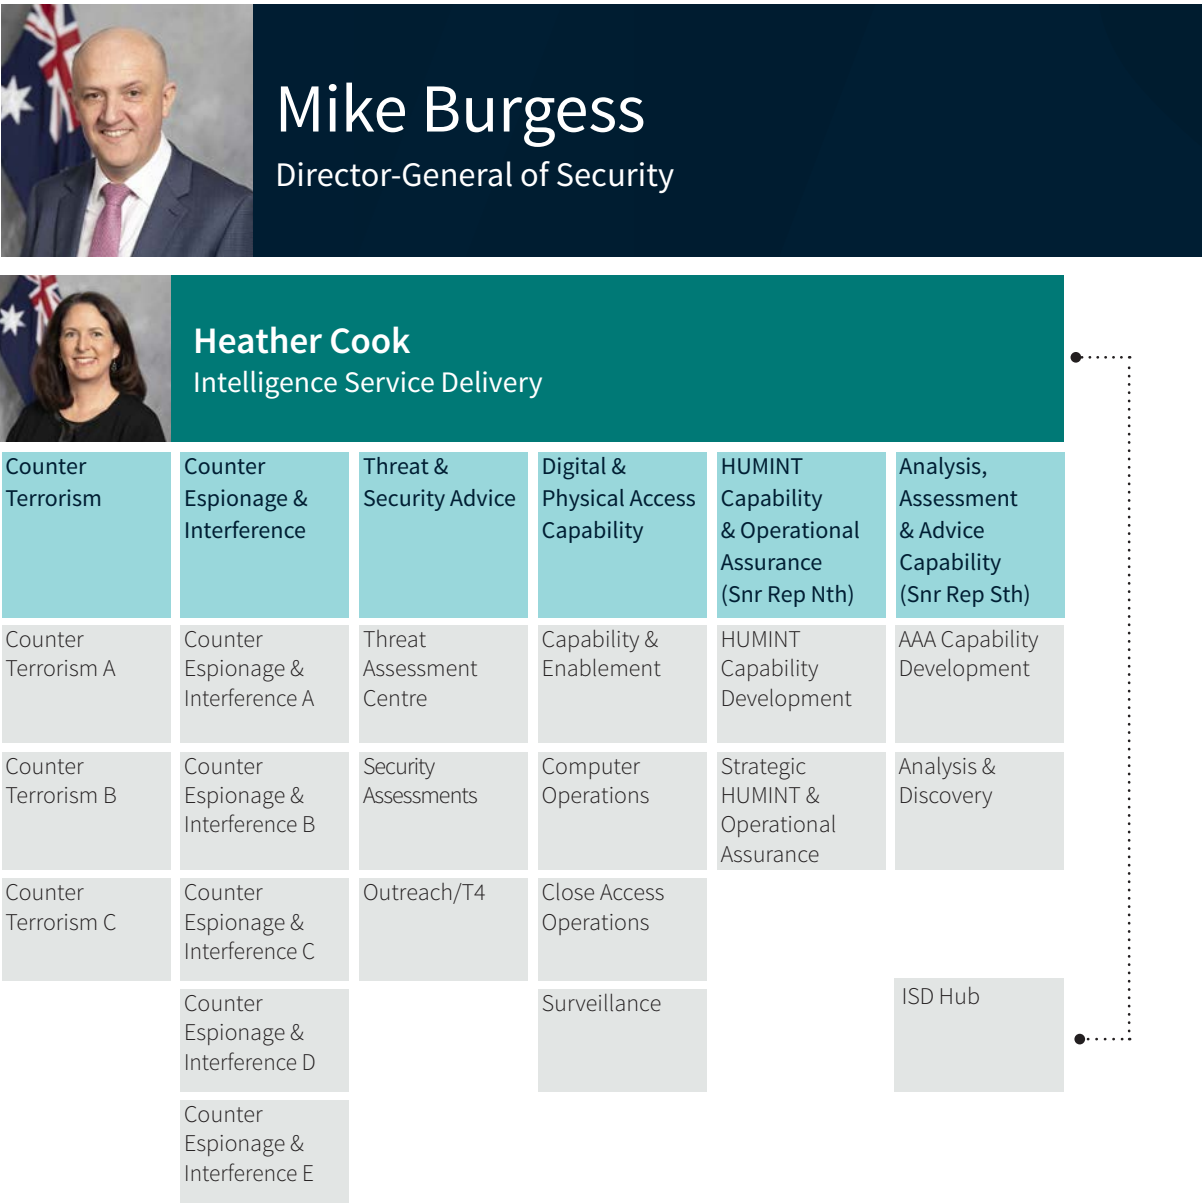 Mike Burgess
Director-General of Security
Heather Cook
Intelligence Service Delivery
Counter
Terrorism
Counter
Espionage &
Interference
Threat &
Security Advice
Digital &
Physical Access
Capability
HUMINT
Capability
& Operational
Assurance
(Snr Rep Nth)
Analysis,
Assessment
& Advice
Capability
(Snr Rep Sth)
Counter
Terrorism A
Counter
Espionage &
Interference A
Threat
Assessment
Centre
Capability &
Enablement
HUMINT
Capability
Development
AAA Capability
Development
Counter
Terrorism B
Counter
Espionage &
Interference B
Security
Assessments
Computer
Operations
Strategic
HUMINT &
Operational
Assurance
Analysis &
Discovery
Counter
Terrorism C
Counter
Espionage &
Interference C
Outreach/T4
Close Access
Operations
Counter
Espionage &
Interference D
Surveillance
ISD Hub
Counter
Espionage &
Interference E